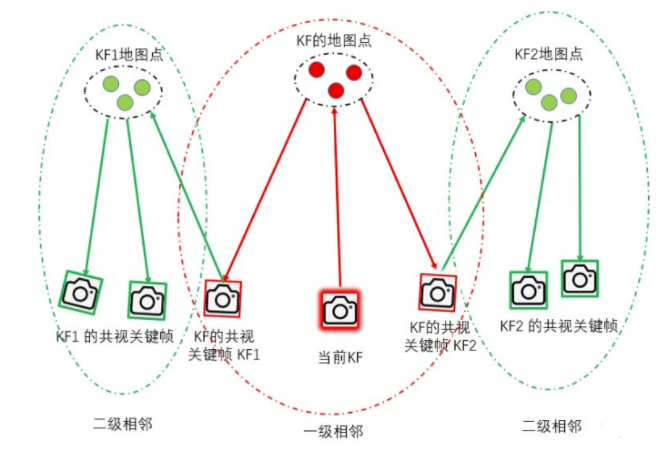 KF的地图点
KF1地图点
KF2地图点
KF1 的共视关键帧
KF的共视
关键帧 KF1
当前KF
KF的共视
关键帧 KF2
KF2 的共视关键帧
二级相邻
一级相邻
二级相邻